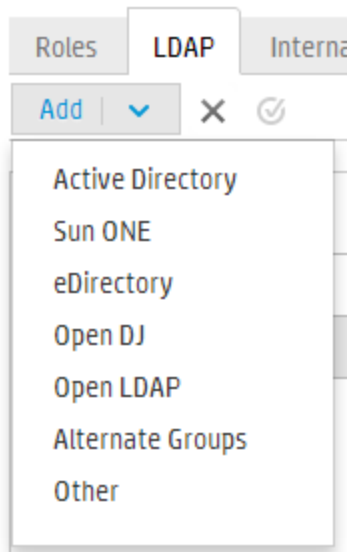 Roles LDAP Interna
Add
Active Directory
Sun ONE
eDirectory
Open DJ
Open LDAP
Alternate Groups
Other